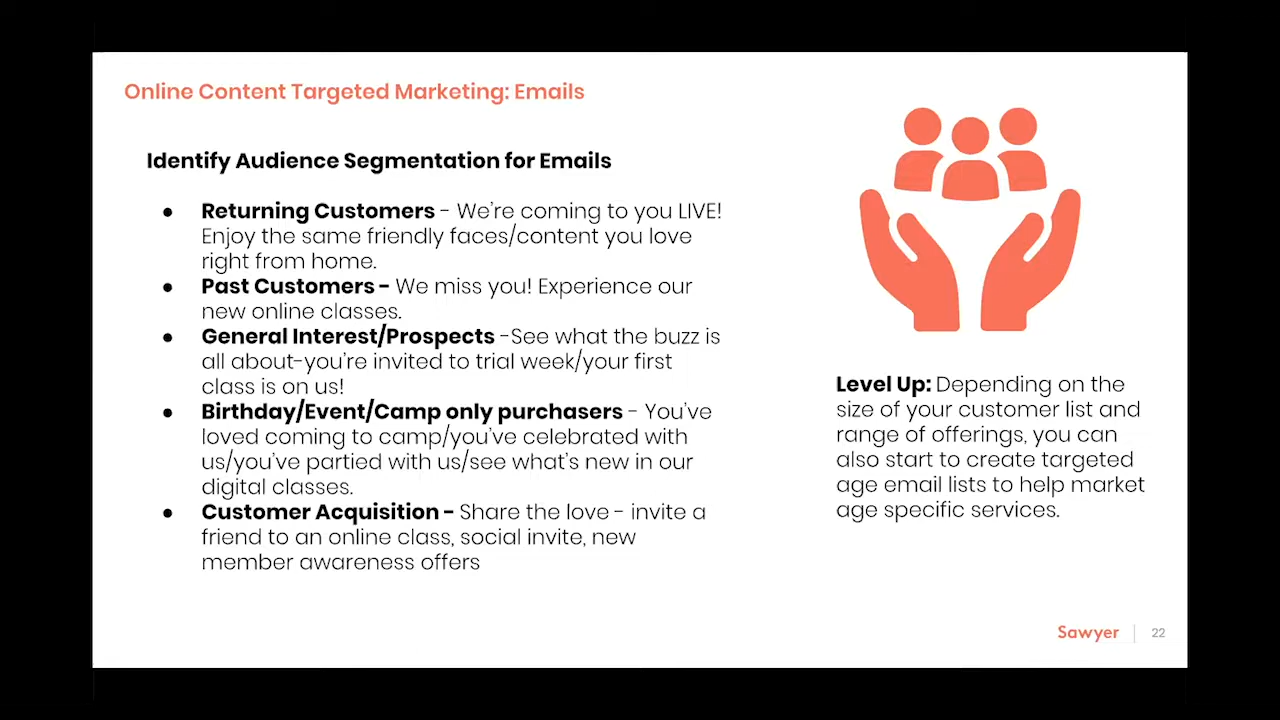 Online Content Targeted Marketing: Emails
Identify Audience Segmentation for Emails
● Returning Customers - We're coming to you LIVE!
Enjoy the same friendly faces/content you love
right from home.
● Past Customers - We miss you! Experience our
new online classes.
● General Interest/Prospects -See what the buzz is
all about-you're invited to trial week/your first
class is on us!
● Birthday/Event/Camp only purchasers - You've
loved coming to camp/you've celebrated with
us/you've partied with us/see what's new in our
digital classes.
● Customer Acquisition - Share the love - invite a
friend to an online class, social invite, new
member awareness offers
Level Up: Depending on the
size of your customer list and
range of offerings, you can
also start to create targeted
age email lists to help market
age specific services.
Sawyer | 22